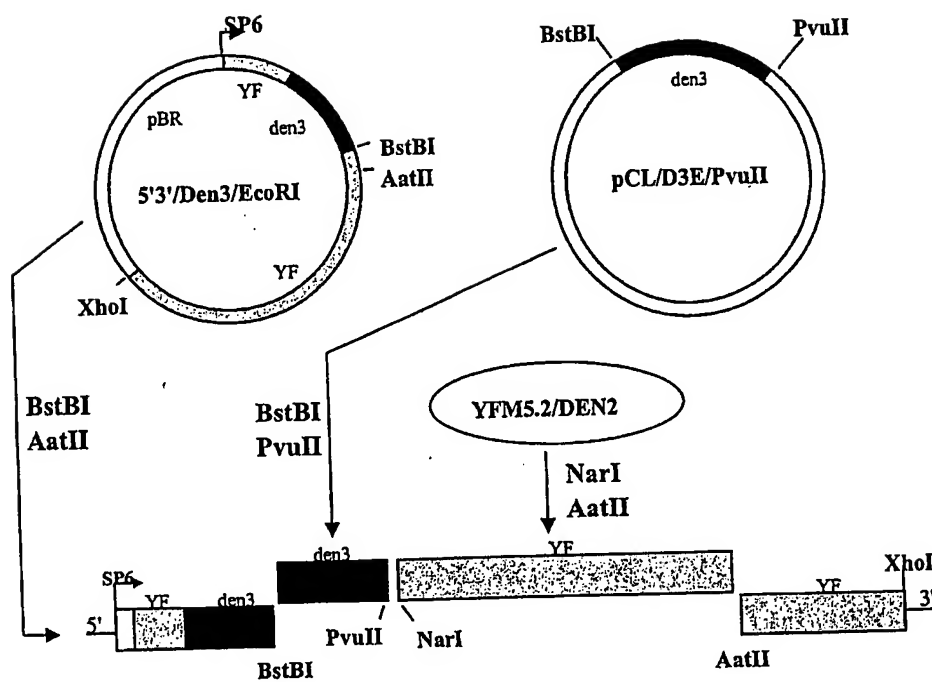 SP6
YF
pBR
den3
BstBI
AatII
5'3'/Den3/EcoRI
YF
XhoI
BstBI
PvuII
den3
pCL/D3E/PvuII
BstBI
AatII
BstBI
PvuII
YFM5.2/DEN2
NarI
AatII
SP6
YF
den3
den3
YF
YF
XhoI
5'
3'
PvuII
NarI
BstBI
AatII